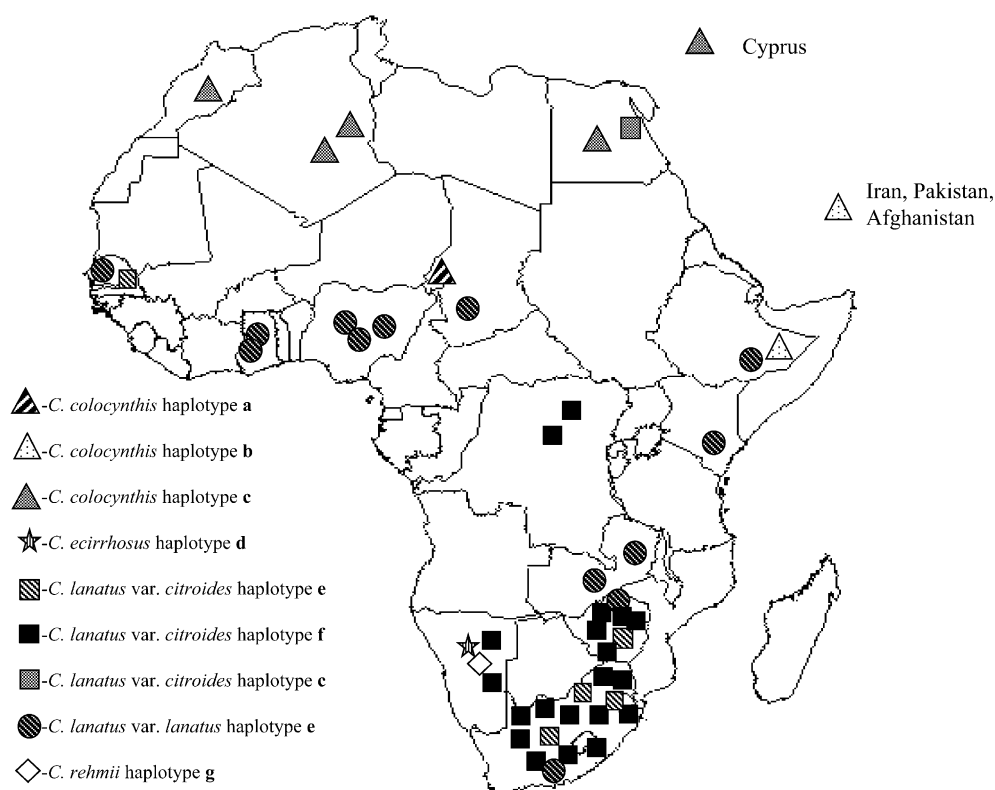 Cyprus
Iran, Pakistan,
Afghanistan
-C. colocynthis haplotype a
-C. colocynthis haplotype b
-C. colocynthis haplotype c
-C. ecirrhosus haplotype d
-C. lanatus var. citroides haplotype e
-C. lanatus var. citroides haplotype f
-C. lanatus var. citroides haplotype c
-C. lanatus var. lanatus haplotype e
-C. rehmii haplotype g